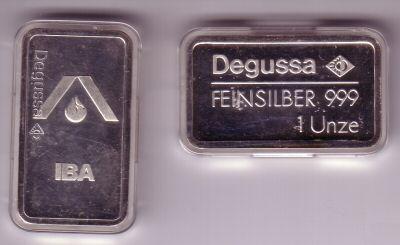 Degussa
IBA
Degussa
FEINSILBER 999
1 Unze